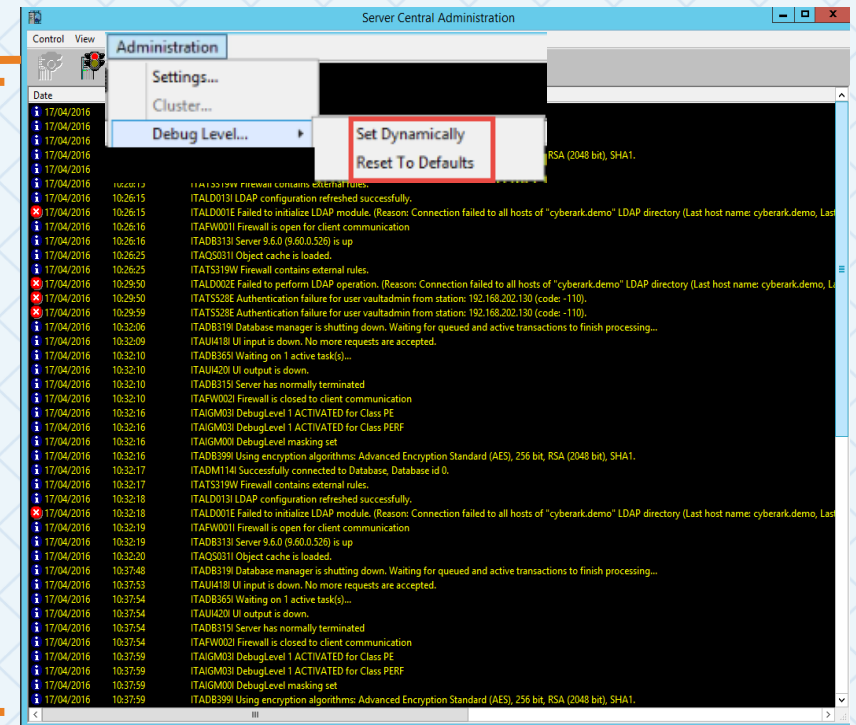 Server Central Administration
Control View
Administration
Settings...
Cluster...
Debug Level...
Set Dynamically
Reset To Defaults
Date
17/04/2016
17/04/2016
17/04/2016
17/04/2016 RSA (2048 bit), SHA1.
17/04/2016
17/04/2016 10:26:15 ITATS319W Firewall contains external rules.
17/04/2016 10:26:15 ITALD013I LDAP configuration refreshed successfully.
17/04/2016 10:26:15 ITALD001E Failed to initialize LDAP module. (Reason: Connection failed to all hosts of "cyberark.demo" LDAP directory (Last host name: cyberark.demo, Last
17/04/2016 10:26:16 ITAFW001I Firewall is open for client communication
17/04/2016 10:26:16 ITADB313I Server 9.6.0 (9.60.0.526) is up
17/04/2016 10:26:25 ITAQS031I Object cache is loaded.
17/04/2016 10:26:25 ITATS319W Firewall contains external rules.
17/04/2016 10:29:50 ITALD002E Failed to perform LDAP operation. (Reason: Connection failed to all hosts of "cyberark.demo" LDAP directory (Last host name: cyberark.demo, La
17/04/2016 10:29:50 ITATS528E Authentication failure for user vaultadmin from station: 192.168.202.130 (code: -110).
17/04/2016 10:29:59 ITATS528E Authentication failure for user vaultadmin from station: 192.168.202.130 (code: -110).
17/04/2016 10:32:06 ITADB319I Database manager is shutting down. Waiting for queued and active transactions to finish processing...
17/04/2016 10:32:09 ITAUI418I UI input is down. No more requests are accepted.
17/04/2016 10:32:10 ITADB365I Waiting on 1 active task(s)...
17/04/2016 10:32:10 ITAUI420I UI output is down.
17/04/2016 10:32:10 ITADB315I Server has normally terminated
17/04/2016 10:32:10 ITAFW002I Firewall is closed to client communication
17/04/2016 10:32:16 ITAIGM03I DebugLevel 1 ACTIVATED for Class PE
17/04/2016 10:32:16 ITAIGM03I DebugLevel 1 ACTIVATED for Class PERF
17/04/2016 10:32:16 ITAIGM00I DebugLevel masking set
17/04/2016 10:32:16 ITADB399I Using encryption algorithms: Advanced Encryption Standard (AES), 256 bit, RSA (2048 bit), SHA1.
17/04/2016 10:32:17 ITADM114I Successfully connected to Database, Database id 0.
17/04/2016 10:32:17 ITATS319W Firewall contains external rules.
17/04/2016 10:32:18 ITALD013I LDAP configuration refreshed successfully.
17/04/2016 10:32:18 ITALD001E Failed to initialize LDAP module. (Reason: Connection failed to all hosts of "cyberark.demo" LDAP directory (Last host name: cyberark.demo, Last
17/04/2016 10:32:19 ITAFW001I Firewall is open for client communication
17/04/2016 10:32:19 ITADB313I Server 9.6.0 (9.60.0.526) is up
17/04/2016 10:32:20 ITAQS031I Object cache is loaded.
17/04/2016 10:37:48 ITADB319I Database manager is shutting down. Waiting for queued and active transactions to finish processing...
17/04/2016 10:37:53 ITAUI418I UI input is down. No more requests are accepted.
17/04/2016 10:37:54 ITADB365I Waiting on 1 active task(s)...
17/04/2016 10:37:54 ITAUI420I UI output is down.
17/04/2016 10:37:54 ITADB315I Server has normally terminated
17/04/2016 10:37:54 ITAFW002I Firewall is closed to client communication
17/04/2016 10:37:59 ITAIGM03I DebugLevel 1 ACTIVATED for Class PE
17/04/2016 10:37:59 ITAIGM03I DebugLevel 1 ACTIVATED for Class PERF
17/04/2016 10:37:59 ITAIGM00I DebugLevel masking set
17/04/2016 10:37:59 ITADB399I Using encryption algorithms: Advanced Encryption Standard (AES), 256 bit, RSA (2048 bit), SHA1.